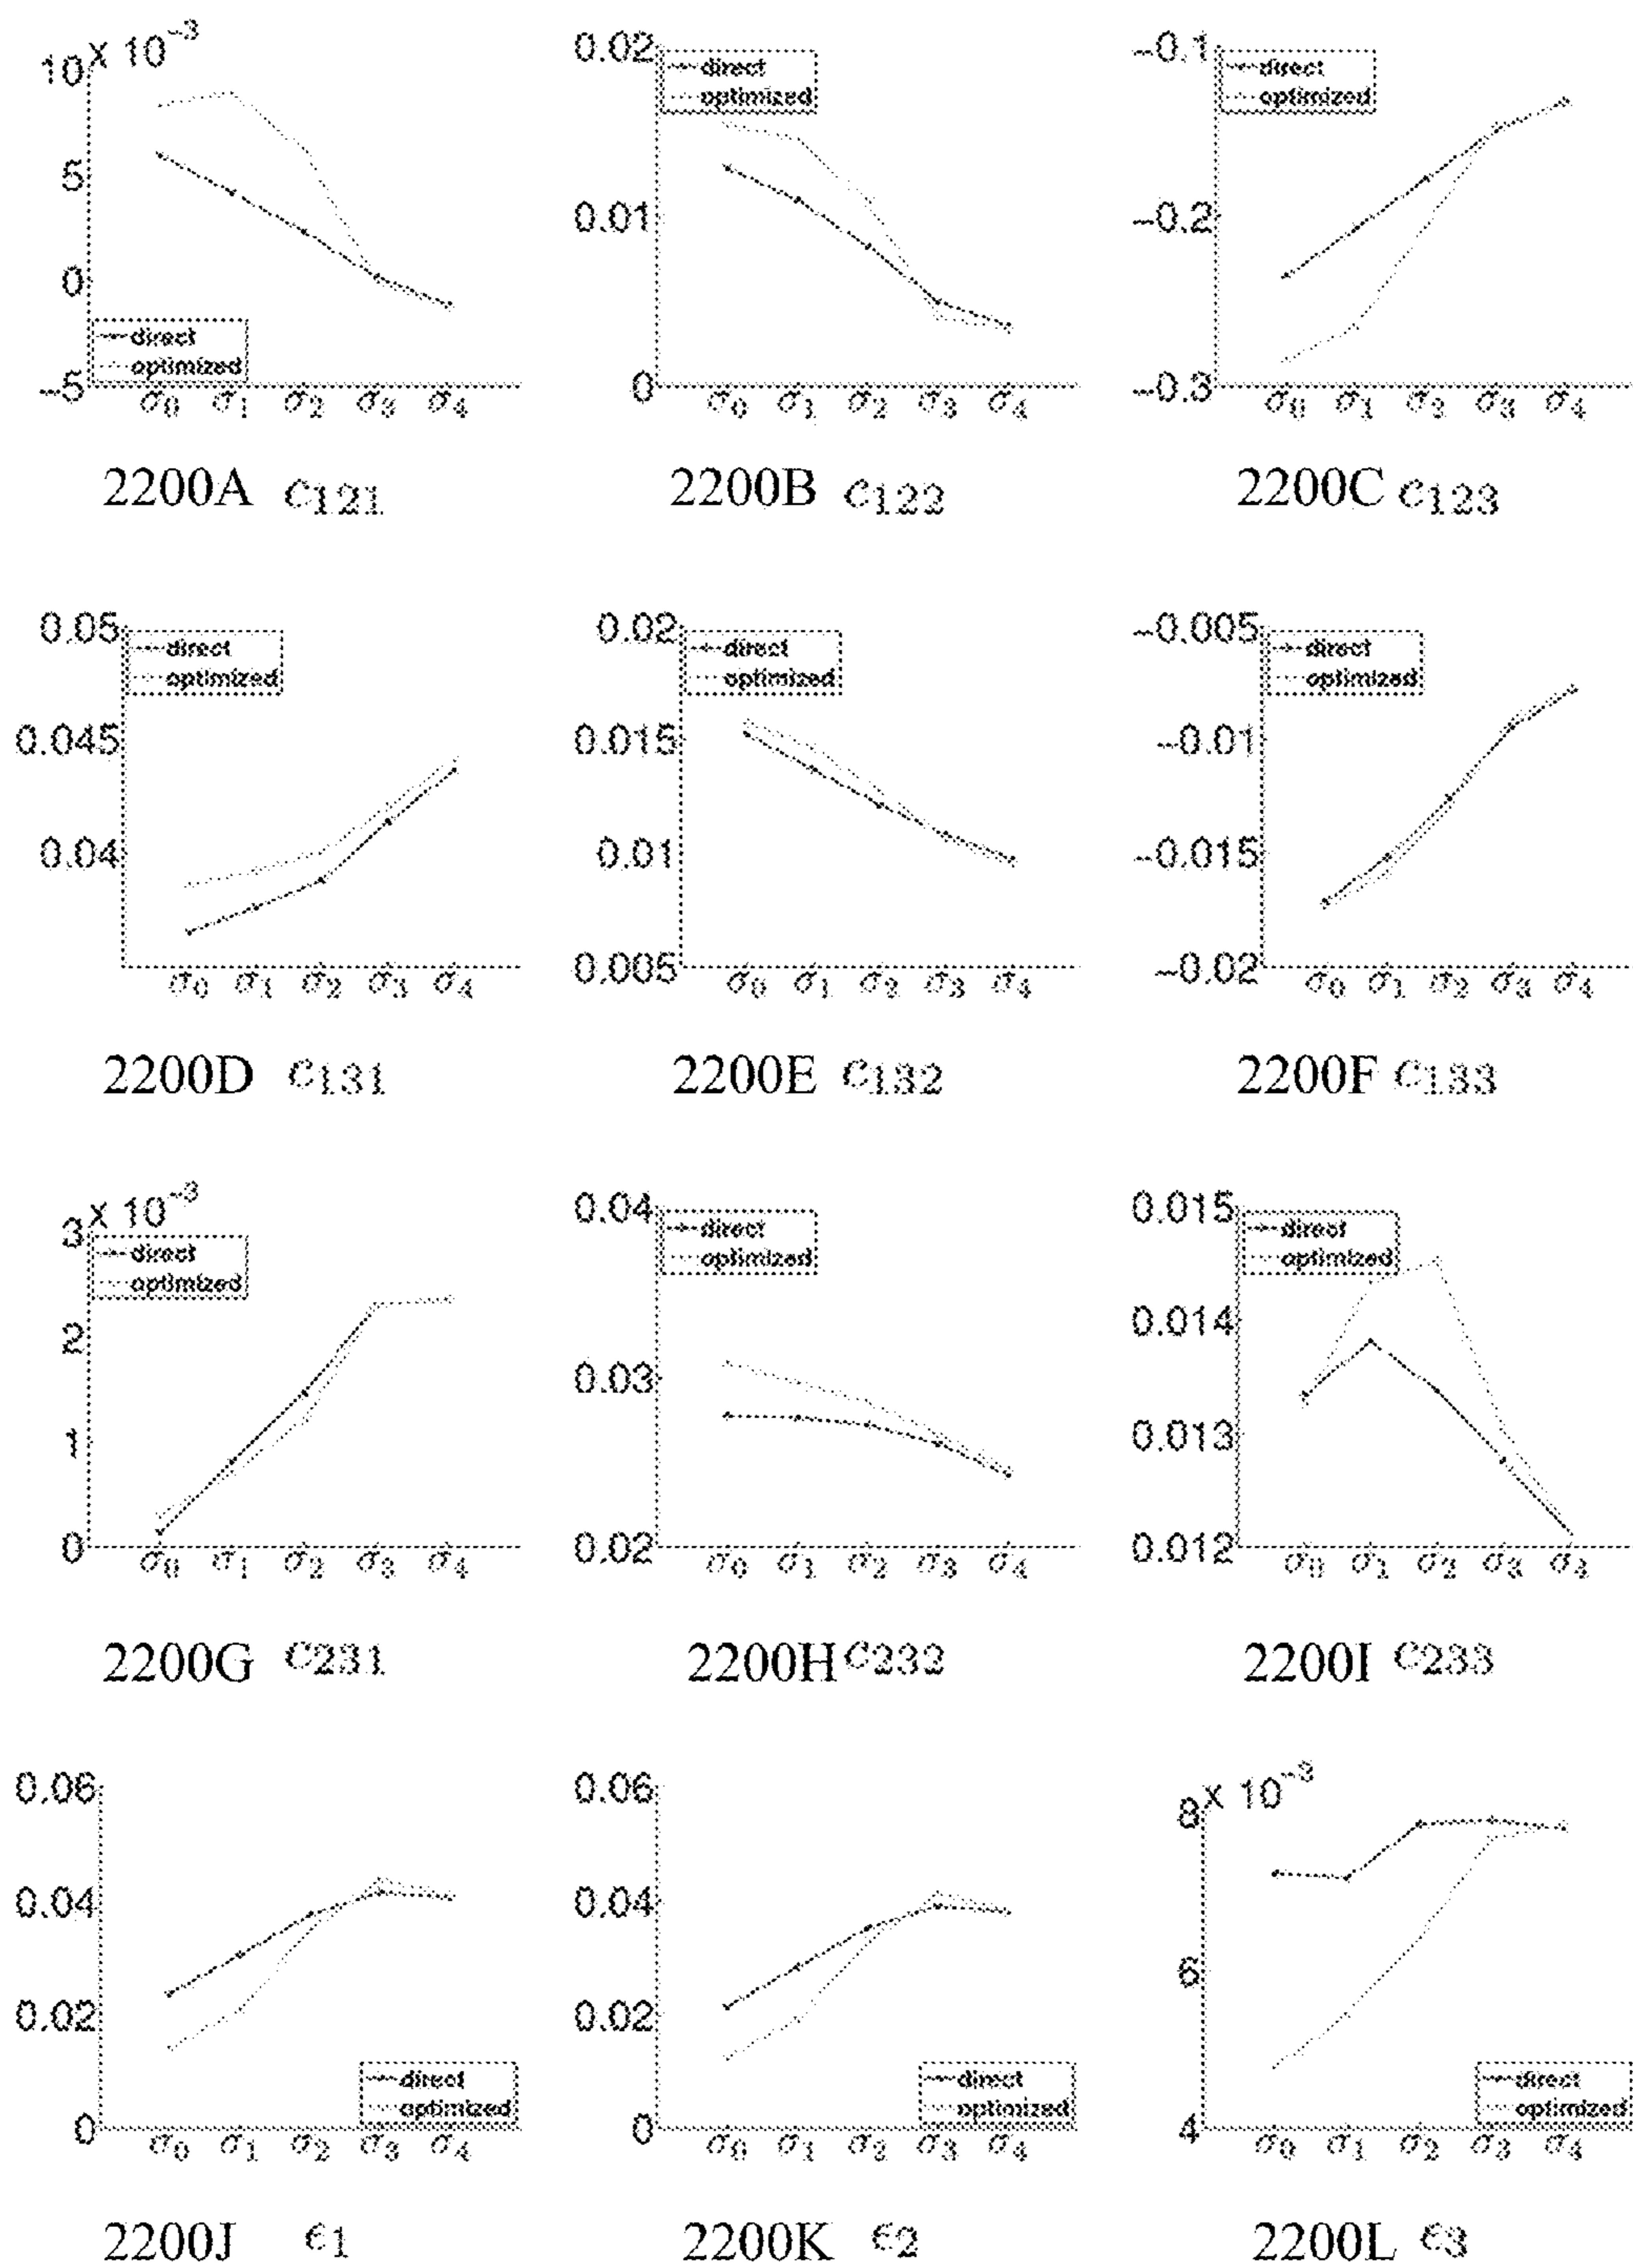 10 × 10⁻³
5
0
−5
direct
optimized
σ₀ σ₁ σ₂ σ₃ σ₄
2200A c₁₂₁
0.02
0.01
0
direct
optimized
σ₀ σ₁ σ₂ σ₃ σ₄
2200B c₁₂₂
−0.1
−0.2
−0.3
direct
optimized
σ₀ σ₁ σ₂ σ₃ σ₄
2200C c₁₂₃
0.05
0.045
0.04
direct
optimized
σ₀ σ₁ σ₂ σ₃ σ₄
2200D c₁₃₁
0.02
0.015
0.01
0.005
direct
optimized
σ₀ σ₁ σ₂ σ₃ σ₄
2200E c₁₃₂
−0.005
−0.01
−0.015
−0.02
direct
optimized
σ₀ σ₁ σ₂ σ₃ σ₄
2200F c₁₃₃
3 × 10⁻³
2
1
0
direct
optimized
σ₀ σ₁ σ₂ σ₃ σ₄
2200G c₂₃₁
0.04
0.03
0.02
direct
optimized
σ₀ σ₁ σ₂ σ₃ σ₄
2200H c₂₃₂
0.015
0.014
0.013
0.012
direct
optimized
σ₀ σ₁ σ₂ σ₃ σ₄
2200I c₂₃₃
0.06
0.04
0.02
0
direct
optimized
σ₀ σ₁ σ₂ σ₃ σ₄
2200J ϵ₁
0.06
0.04
0.02
0
direct
optimized
σ₀ σ₁ σ₂ σ₃ σ₄
2200K ϵ₂
8 × 10⁻³
6
4
direct
optimized
σ₀ σ₁ σ₂ σ₃ σ₄
2200L ϵ₃